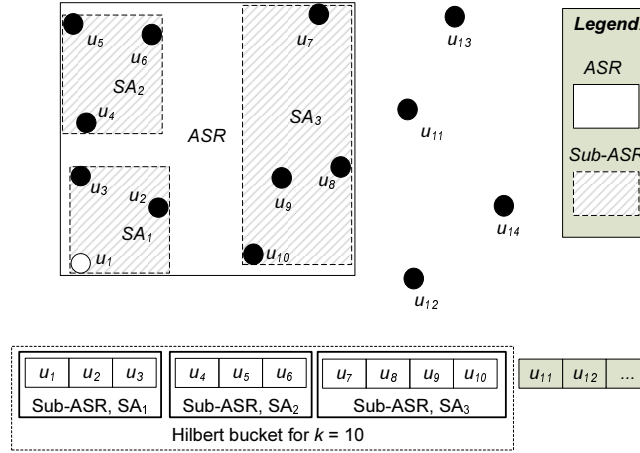 u5
u6
SA2
u4
u7
ASR
SA3
u13
u11
u3
u2
SA1
u1
u8
u9
u10
u14
u12
Legend:
ASR
Sub-ASR
u1 u2 u3 u4 u5 u6 u7 u8 u9 u10 u11 u12 ...
Sub-ASR, SA1 Sub-ASR, SA2 Sub-ASR, SA3
Hilbert bucket for k = 10